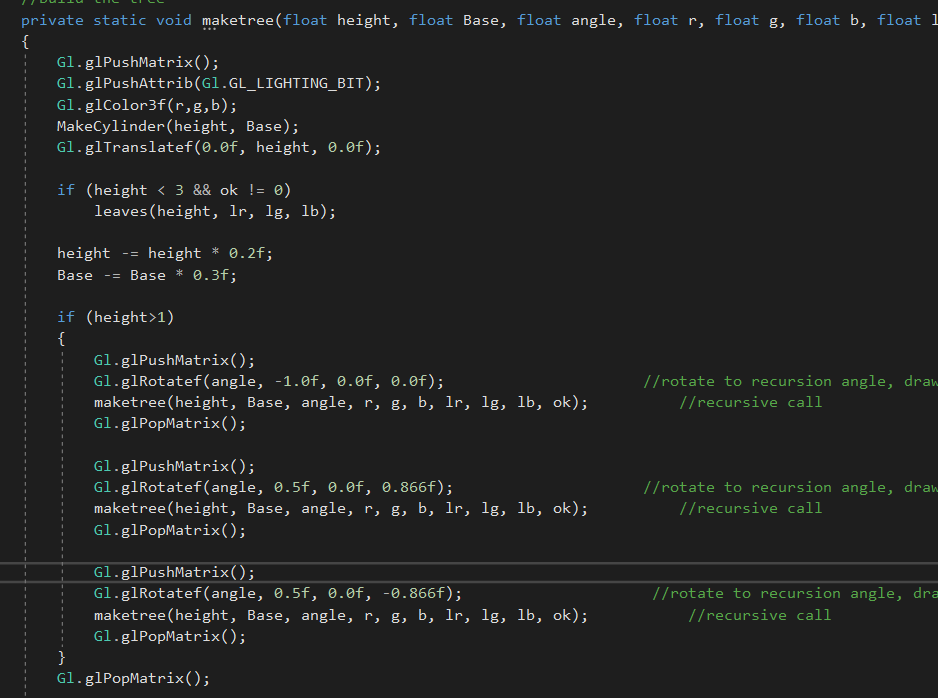 //build the tree
private static void maketree(float height, float Base, float angle, float r, float g, float b, float l
{
Gl.glPushMatrix();
Gl.glPushAttrib(Gl.GL_LIGHTING_BIT);
Gl.glColor3f(r,g,b);
MakeCylinder(height, Base);
Gl.glTranslatef(0.0f, height, 0.0f);
if (height < 3 && ok != 0)
leaves(height, lr, lg, lb);
height -= height * 0.2f;
Base -= Base * 0.3f;
if (height>1)
{
Gl.glPushMatrix();
Gl.glRotatef(angle, -1.0f, 0.0f, 0.0f); //rotate to recursion angle, draw
maketree(height, Base, angle, r, g, b, lr, lg, lb, ok); //recursive call
Gl.glPopMatrix();
Gl.glPushMatrix();
Gl.glRotatef(angle, 0.5f, 0.0f, 0.866f); //rotate to recursion angle, draw
maketree(height, Base, angle, r, g, b, lr, lg, lb, ok); //recursive call
Gl.glPopMatrix();
Gl.glPushMatrix();
Gl.glRotatef(angle, 0.5f, 0.0f, -0.866f); //rotate to recursion angle, dra
maketree(height, Base, angle, r, g, b, lr, lg, lb, ok); //recursive call
Gl.glPopMatrix();
}
Gl.glPopMatrix();